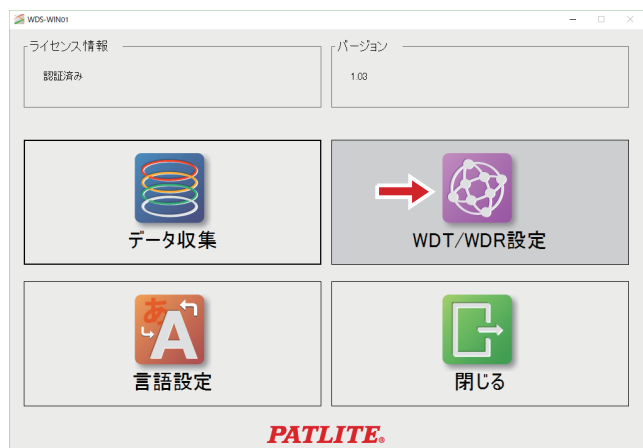 WDS-WIN01
ライセンス情報
認証済み
バージョン
1.03
データ収集
WDT/WDR設定
あ
A
言語設定
閉じる
PATLITE®